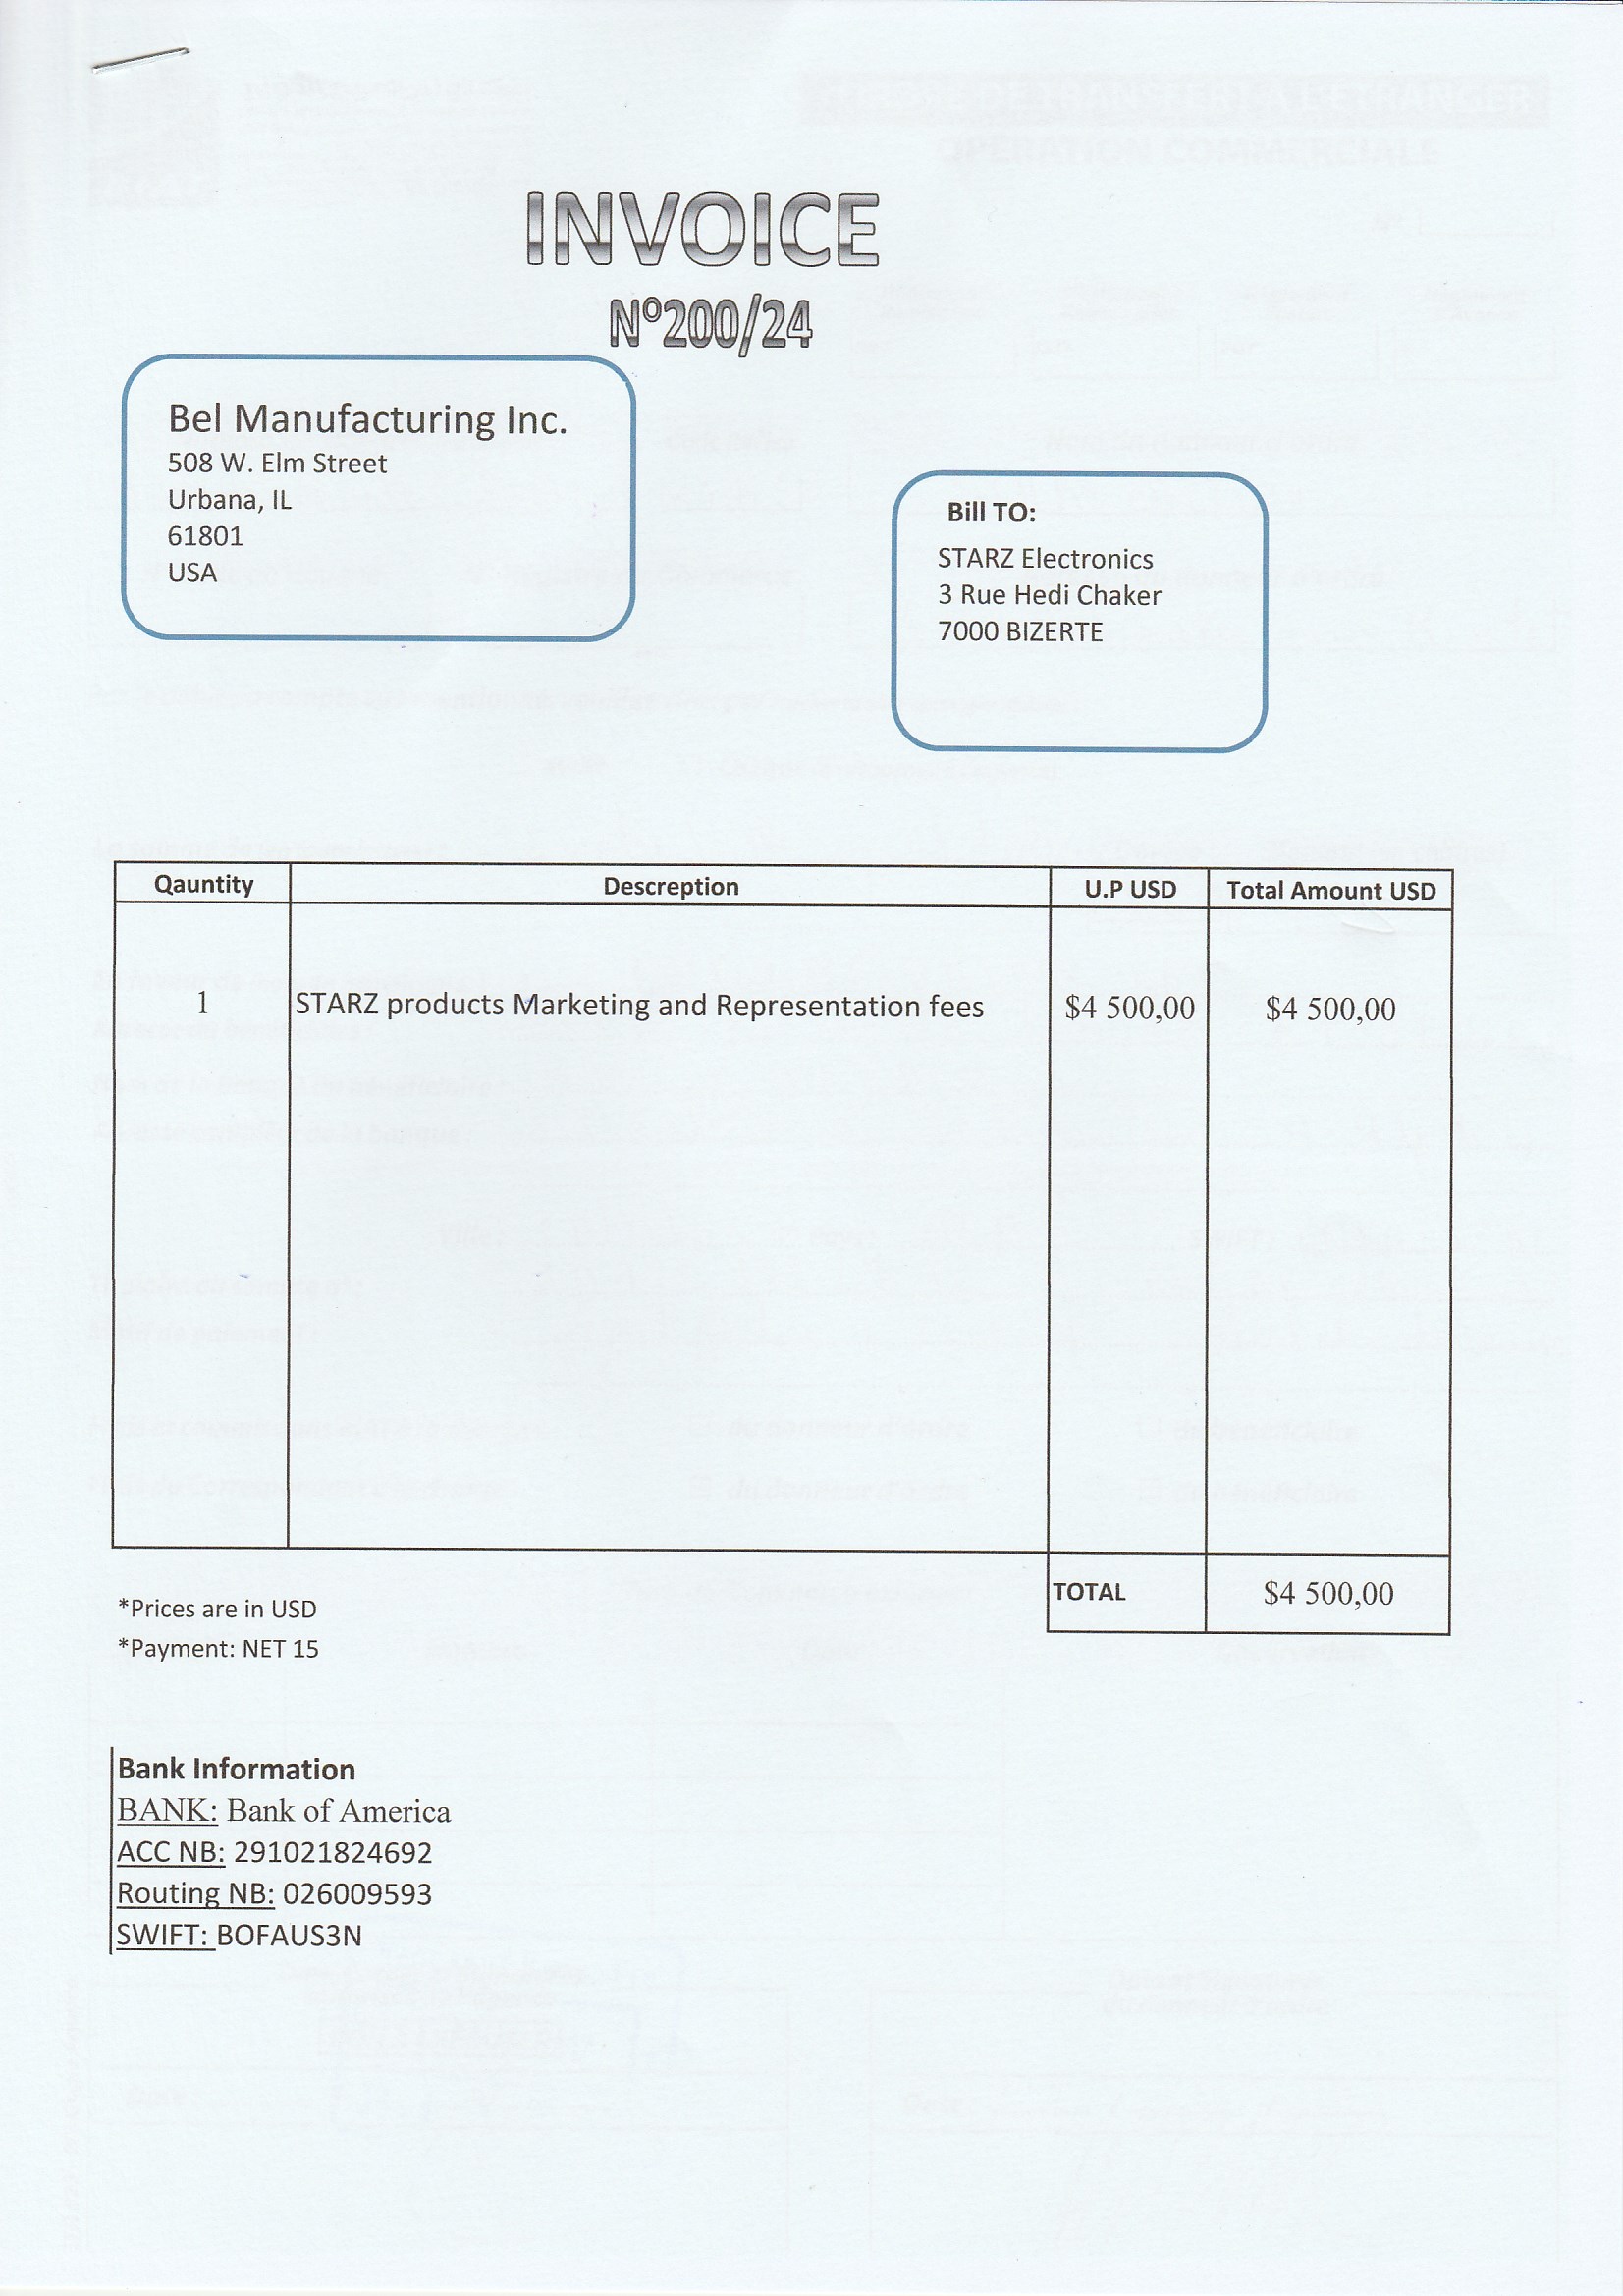 INVOICE
N°200/24
Bel Manufacturing Inc.
508 W. Elm Street
Urbana, IL
61801
USA
Bill TO:
STARZ Electronics
3 Rue Hedi Chaker
7000 BIZERTE
Qauntity Descreption U.P USD Total Amount USD
1 STARZ products Marketing and Representation fees $4 500,00 $4 500,00
TOTAL $4 500,00
*Prices are in USD
*Payment: NET 15
Bank Information
BANK: Bank of America
ACC NB: 291021824692
Routing NB: 026009593
SWIFT: BOFAUS3N